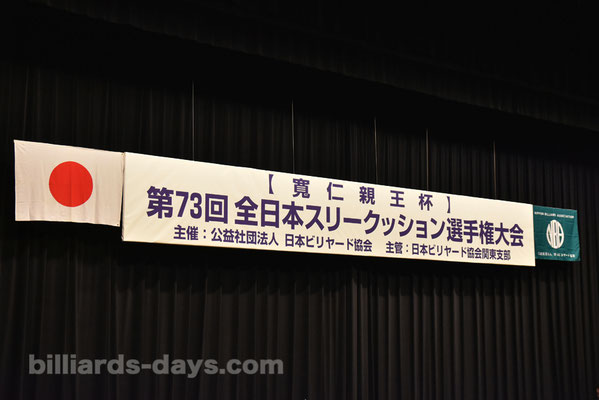 【 寬 仁 親 王 杯 】
第73回 全日本スリークッション選手権大会
主催：公益社団法人 日本ビリヤード協会　主管：日本ビリヤード協会関東支部
NBA
billiards-days.com